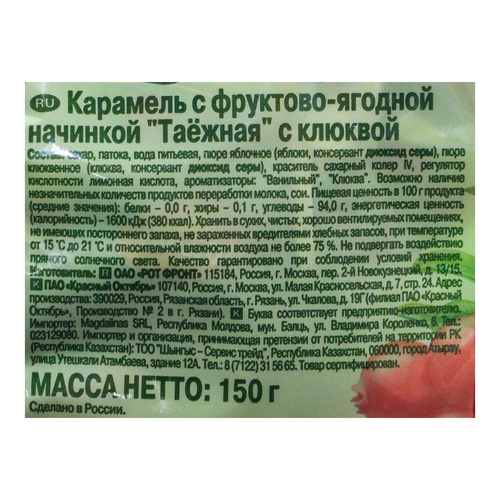 RU Карамель с фруктово-ягодной
начинкой "Таёжная" с клюквой
Состав: сахар, патока, вода питьевая, пюре яблочное (яблоки, консервант диоксид серы), пюре
клюквенное (клюква, консервант диоксид серы), краситель сахарный колер IV, регулятор
кислотности лимонная кислота, ароматизаторы: "Ванильный", "Клюква". Возможно наличие
незначительных количеств продуктов переработки молока, сои. Пищевая ценность в 100 г продукта
(средние значения): белки – 0,0 г, жиры - 0,1 г, углеводы – 94,0 г, энергетическая ценность
(калорийность) – 1600 кДж (380 ккал). Хранить в сухих, чистых, хорошо вентилируемых помещениях,
не имеющих постороннего запаха, не зараженных вредителями хлебных запасов, при температуре
от 15 °С до 21 °С и относительной влажности воздуха не более 75 %. Не подвергать воздействию
прямого солнечного света. Качество гарантировано при соблюдении условий хранения.
Изготовитель: R ОАО «РОТ ФРОНТ» 115184, Россия, г. Москва, пер. 2-й Новокузнецкий, д. 13/15.
К ПАО «Красный Октябрь» 107140, Россия, г. Москва, ул. Малая Красносельская, д. 7, стр. 24. Адрес
производства: 390029, Россия, Рязанская область, г. Рязань, ул. Чкалова, д. 19Г (филиал ПАО «Красный
Октябрь», Производство № 2 в г. Рязани). К Буква соответствует предприятию-изготовителю.
Импортер: Magdalinas SRL, Республика Молдова, мун. Бэлць, ул. Владимира Королёнко, 6. Тел.:
023129080. Импортер и организация, принимающая претензии от потребителей на территории РК
(Республики Казахстан): ТОО "Шынгыс – Сервис трейд", Республика Казахстан, 060000, город Атырау,
улица Утешкали Атамбаева, здание 12А. Тел.: 8 (7122) 31 56 65. Товар сертифицирован.
МАССА НЕТТО: 150 г
Сделано в России.